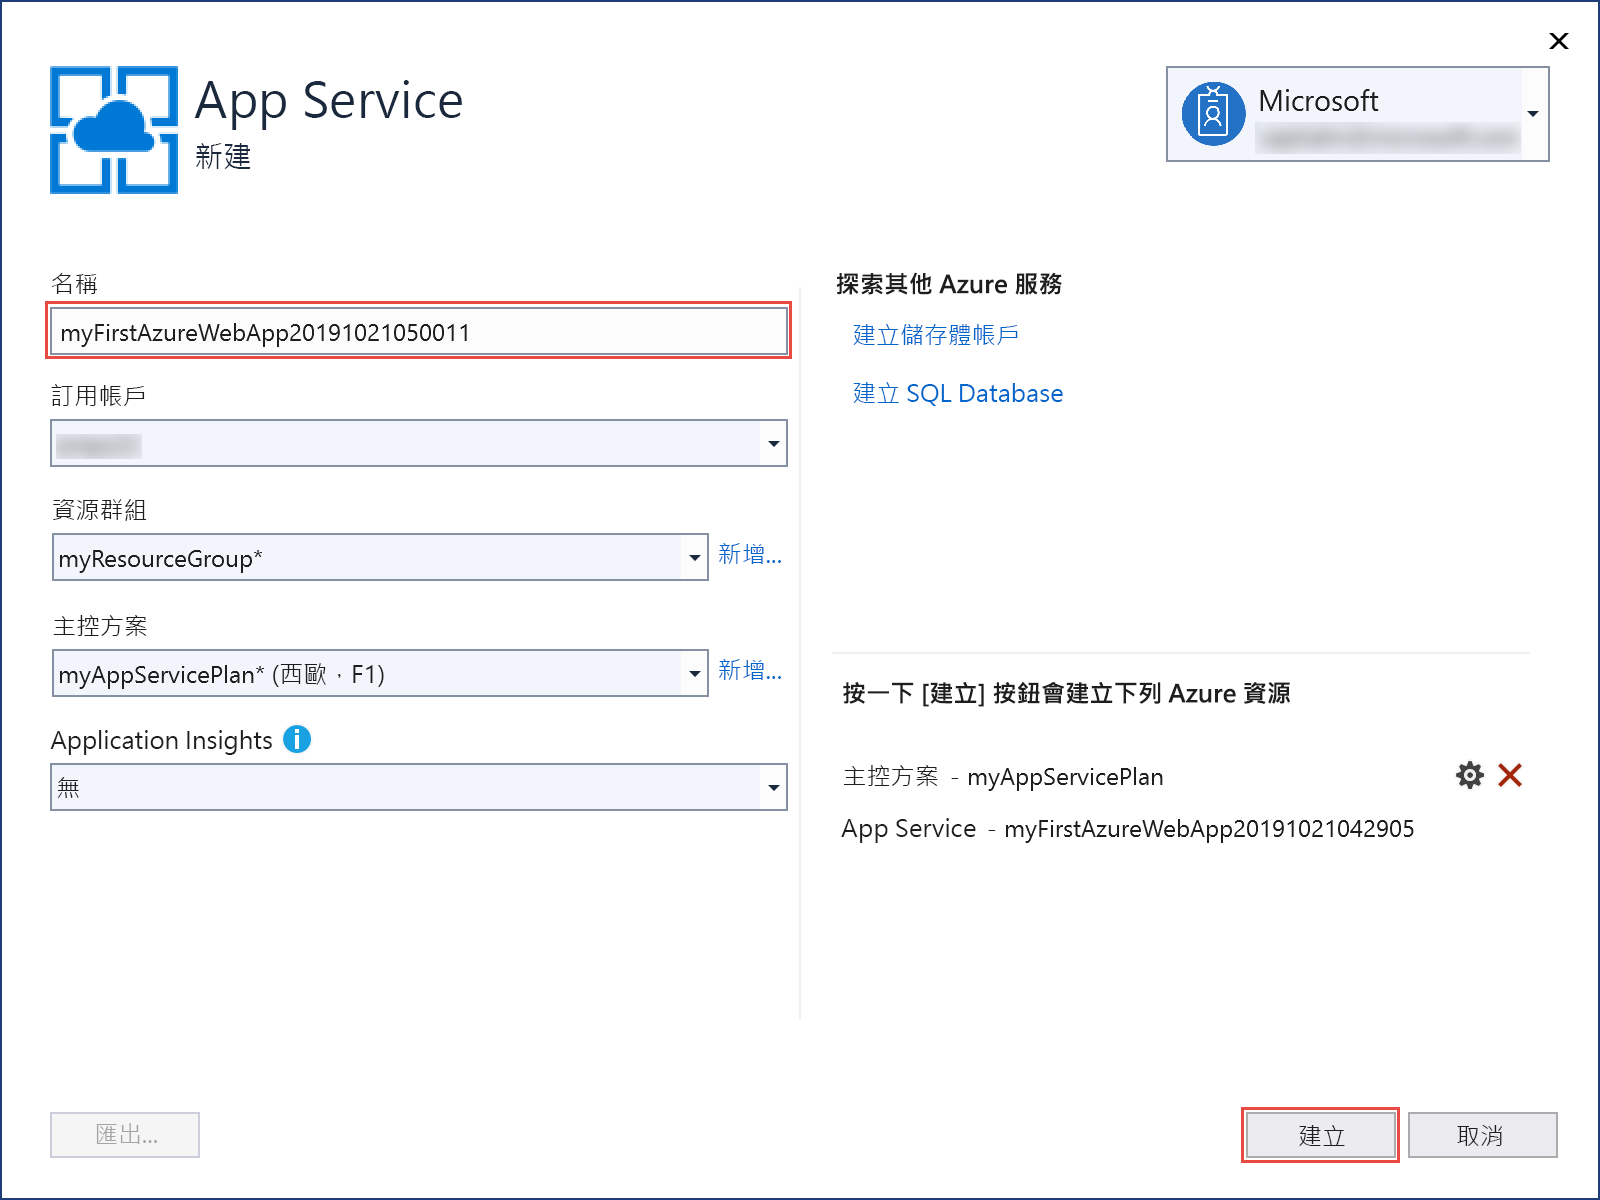 App Service
新建
Microsoft
名稱
myFirstAzureWebApp20191021050011
訂用帳戶
資源群組
myResourceGroup*
新增...
主控方案
myAppServicePlan* (西歐，F1)
新增...
Application Insights
無
探索其他 Azure 服務
建立儲存體帳戶
建立 SQL Database
按一下 [建立] 按鈕會建立下列 Azure 資源
主控方案 - myAppServicePlan
App Service - myFirstAzureWebApp20191021042905
匯出...
建立
取消